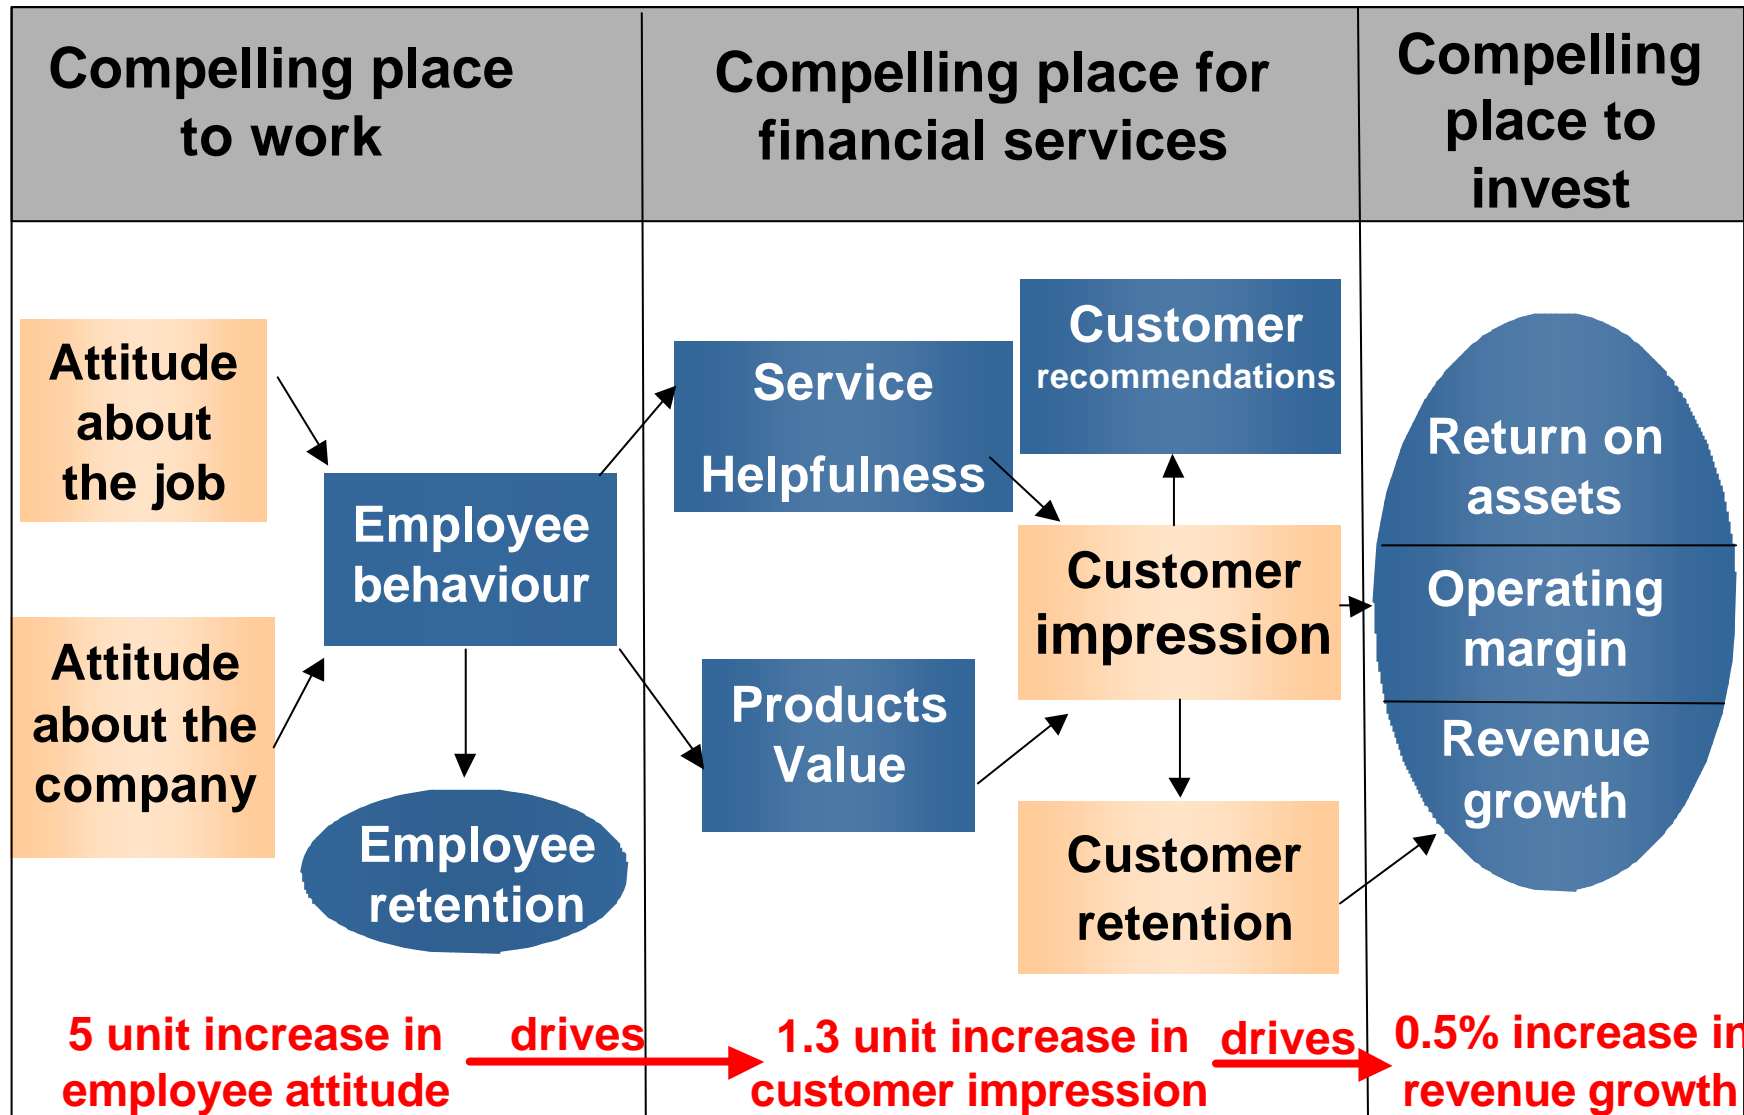 Compelling place
to work
Compelling place for
financial services
Compelling
place to
invest
Attitude
about
the job
Attitude
about the
company
Employee
behaviour
Employee
retention
Service
Helpfulness
Products
Value
Customer
recommendations
Customer
impression
Customer
retention
Return on
assets
Operating
margin
Revenue
growth
5 unit increase in
employee attitude
drives
1.3 unit increase in
customer impression
drives
0.5% increase in
revenue growth